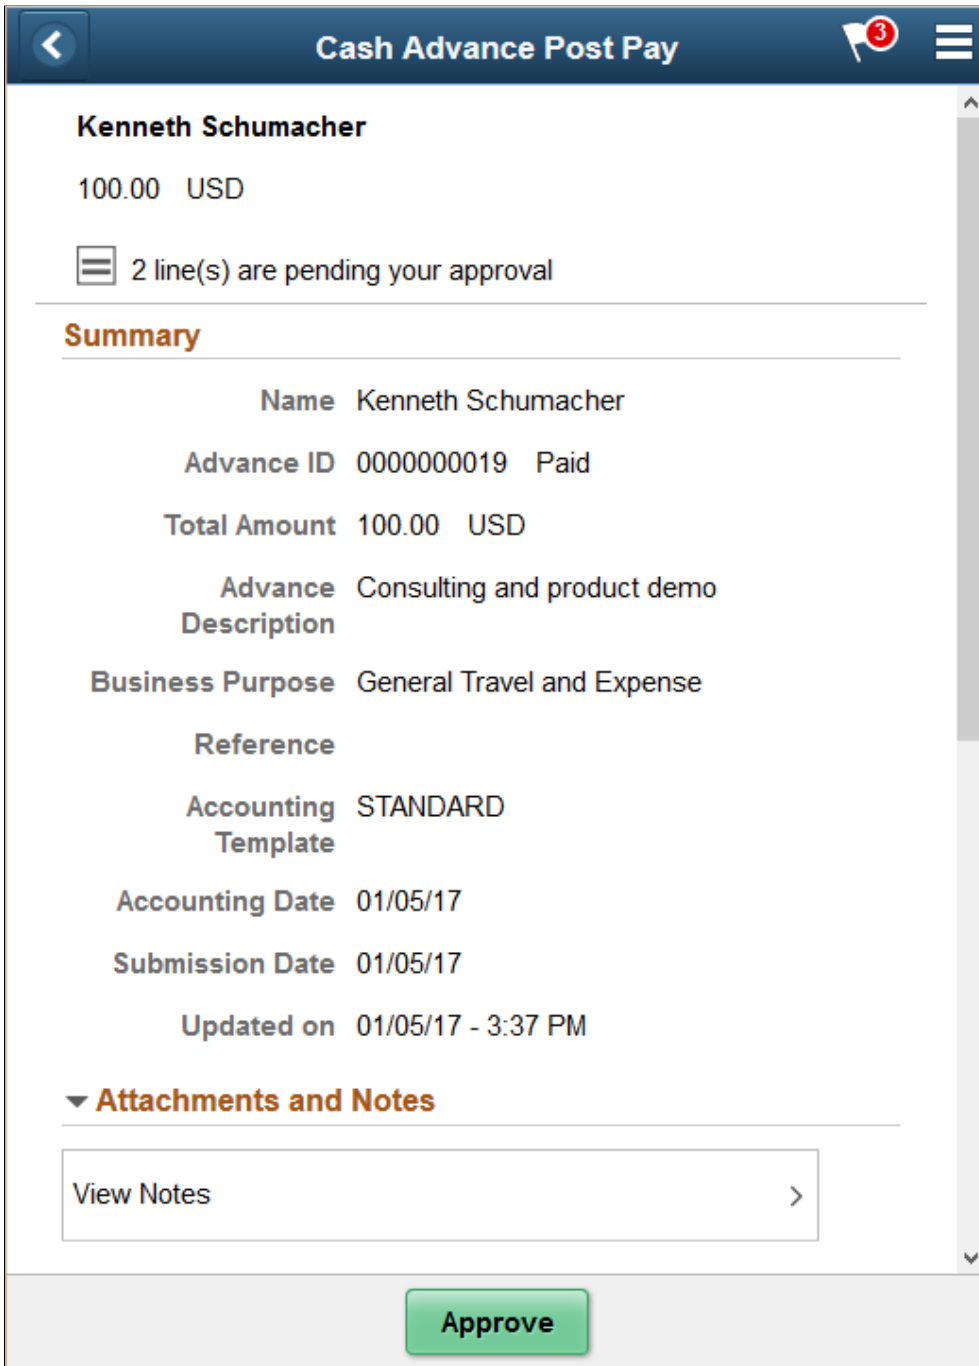 Cash Advance Post Pay
3
Kenneth Schumacher
100.00 USD
2 line(s) are pending your approval
Summary
Name Kenneth Schumacher
Advance ID 0000000019 Paid
Total Amount 100.00 USD
Advance Consulting and product demo
Description
Business Purpose General Travel and Expense
Reference
Accounting STANDARD
Template
Accounting Date 01/05/17
Submission Date 01/05/17
Updated on 01/05/17 - 3:37 PM
Attachments and Notes
View Notes
Approve